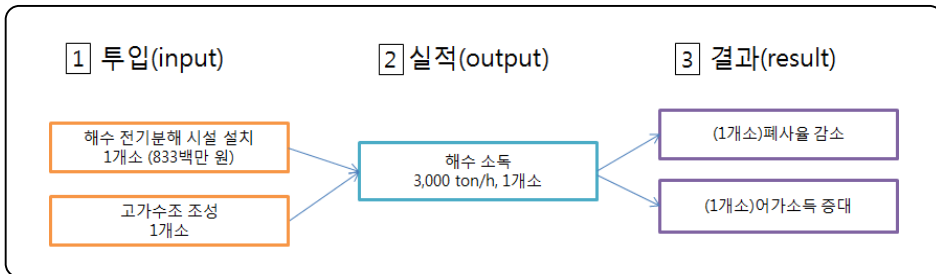 1 투입(input)
2 실적(output)
3 결과(result)
해수 전기분해 시설 설치
1개소 (833백만 원)
고가수조 조성
1개소
해수 소독
3,000 ton/h, 1개소
(1개소)폐사율 감소
(1개소)어가소득 증대